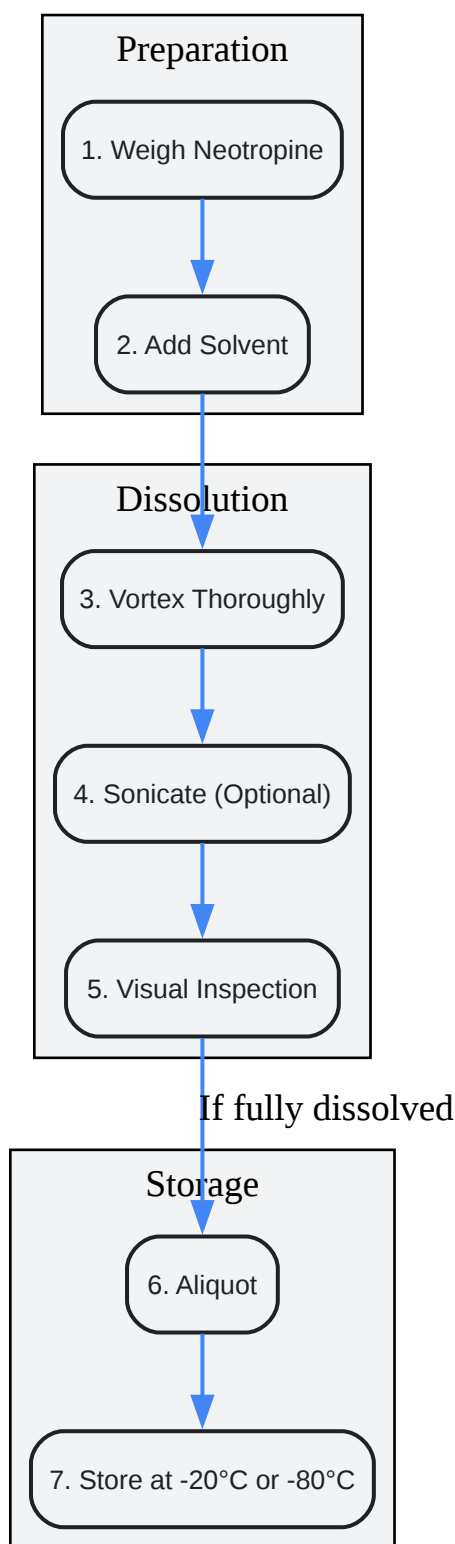 Preparation
1. Weigh Neotropine
2. Add Solvent
Dissolution
3. Vortex Thoroughly
4. Sonicate (Optional)
5. Visual Inspection
If fully dissolved
Storage
6. Aliquot
7. Store at -20°C or -80°C